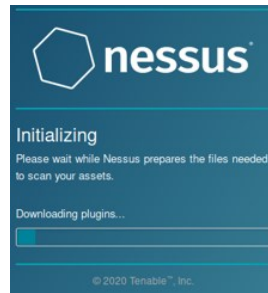 nessus
Initializing
Please wait while Nessus prepares the files needed
to scan your assets.
Downloading plugins...
© 2020 Tenable™, Inc.